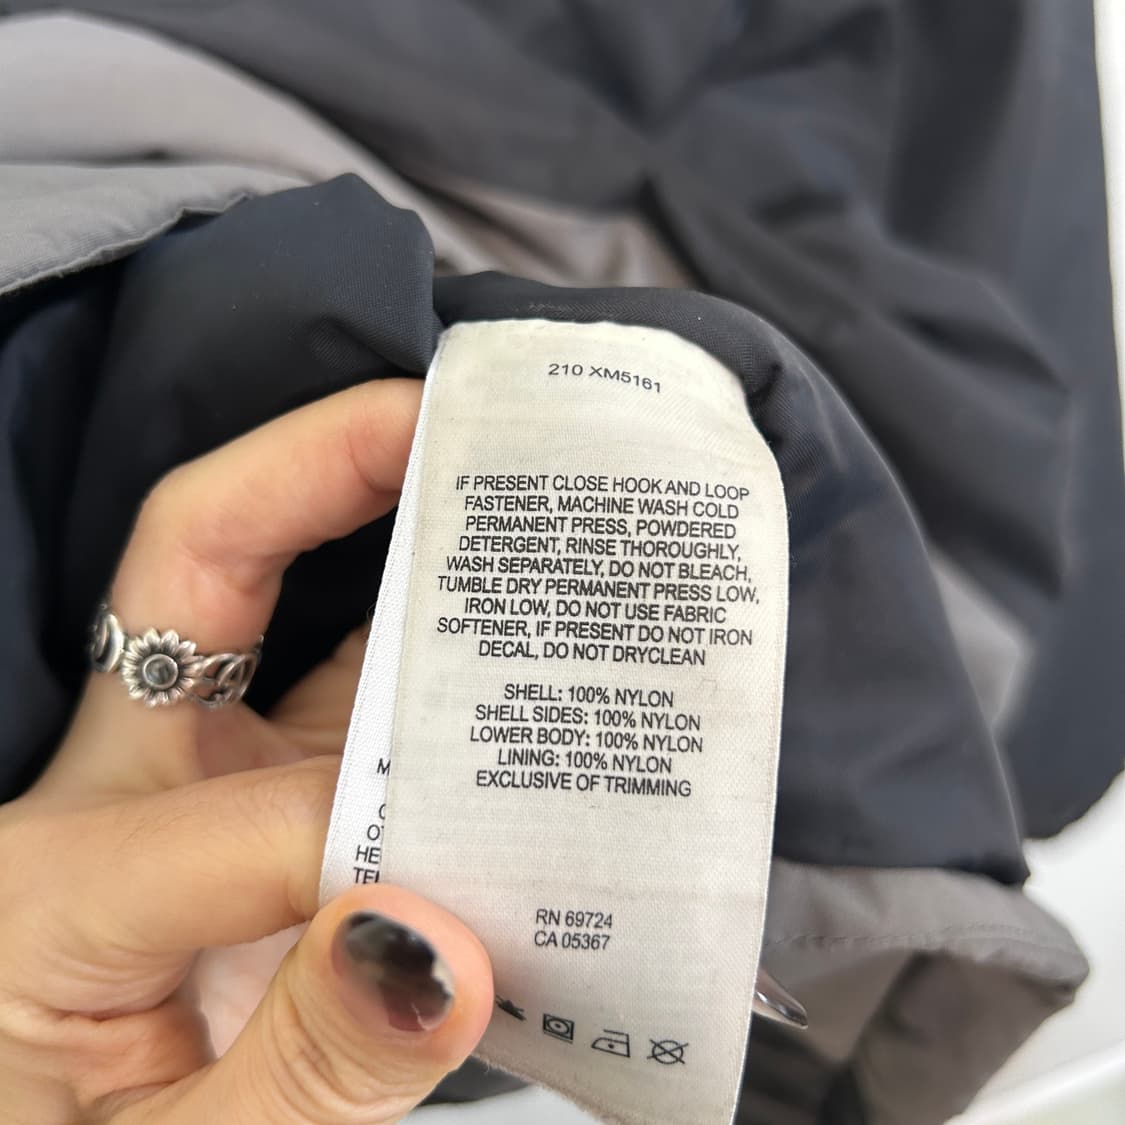 210 XM5161
IF PRESENT CLOSE HOOK AND LOOP
FASTENER, MACHINE WASH COLD
PERMANENT PRESS, POWDERED
DETERGENT, RINSE THOROUGHLY,
WASH SEPARATELY, DO NOT BLEACH,
TUMBLE DRY PERMANENT PRESS LOW,
IRON LOW, DO NOT USE FABRIC
SOFTENER, IF PRESENT DO NOT IRON
DECAL, DO NOT DRYCLEAN
SHELL: 100% NYLON
SHELL SIDES: 100% NYLON
LOWER BODY: 100% NYLON
LINING: 100% NYLON
EXCLUSIVE OF TRIMMING
RN 69724
CA 05367